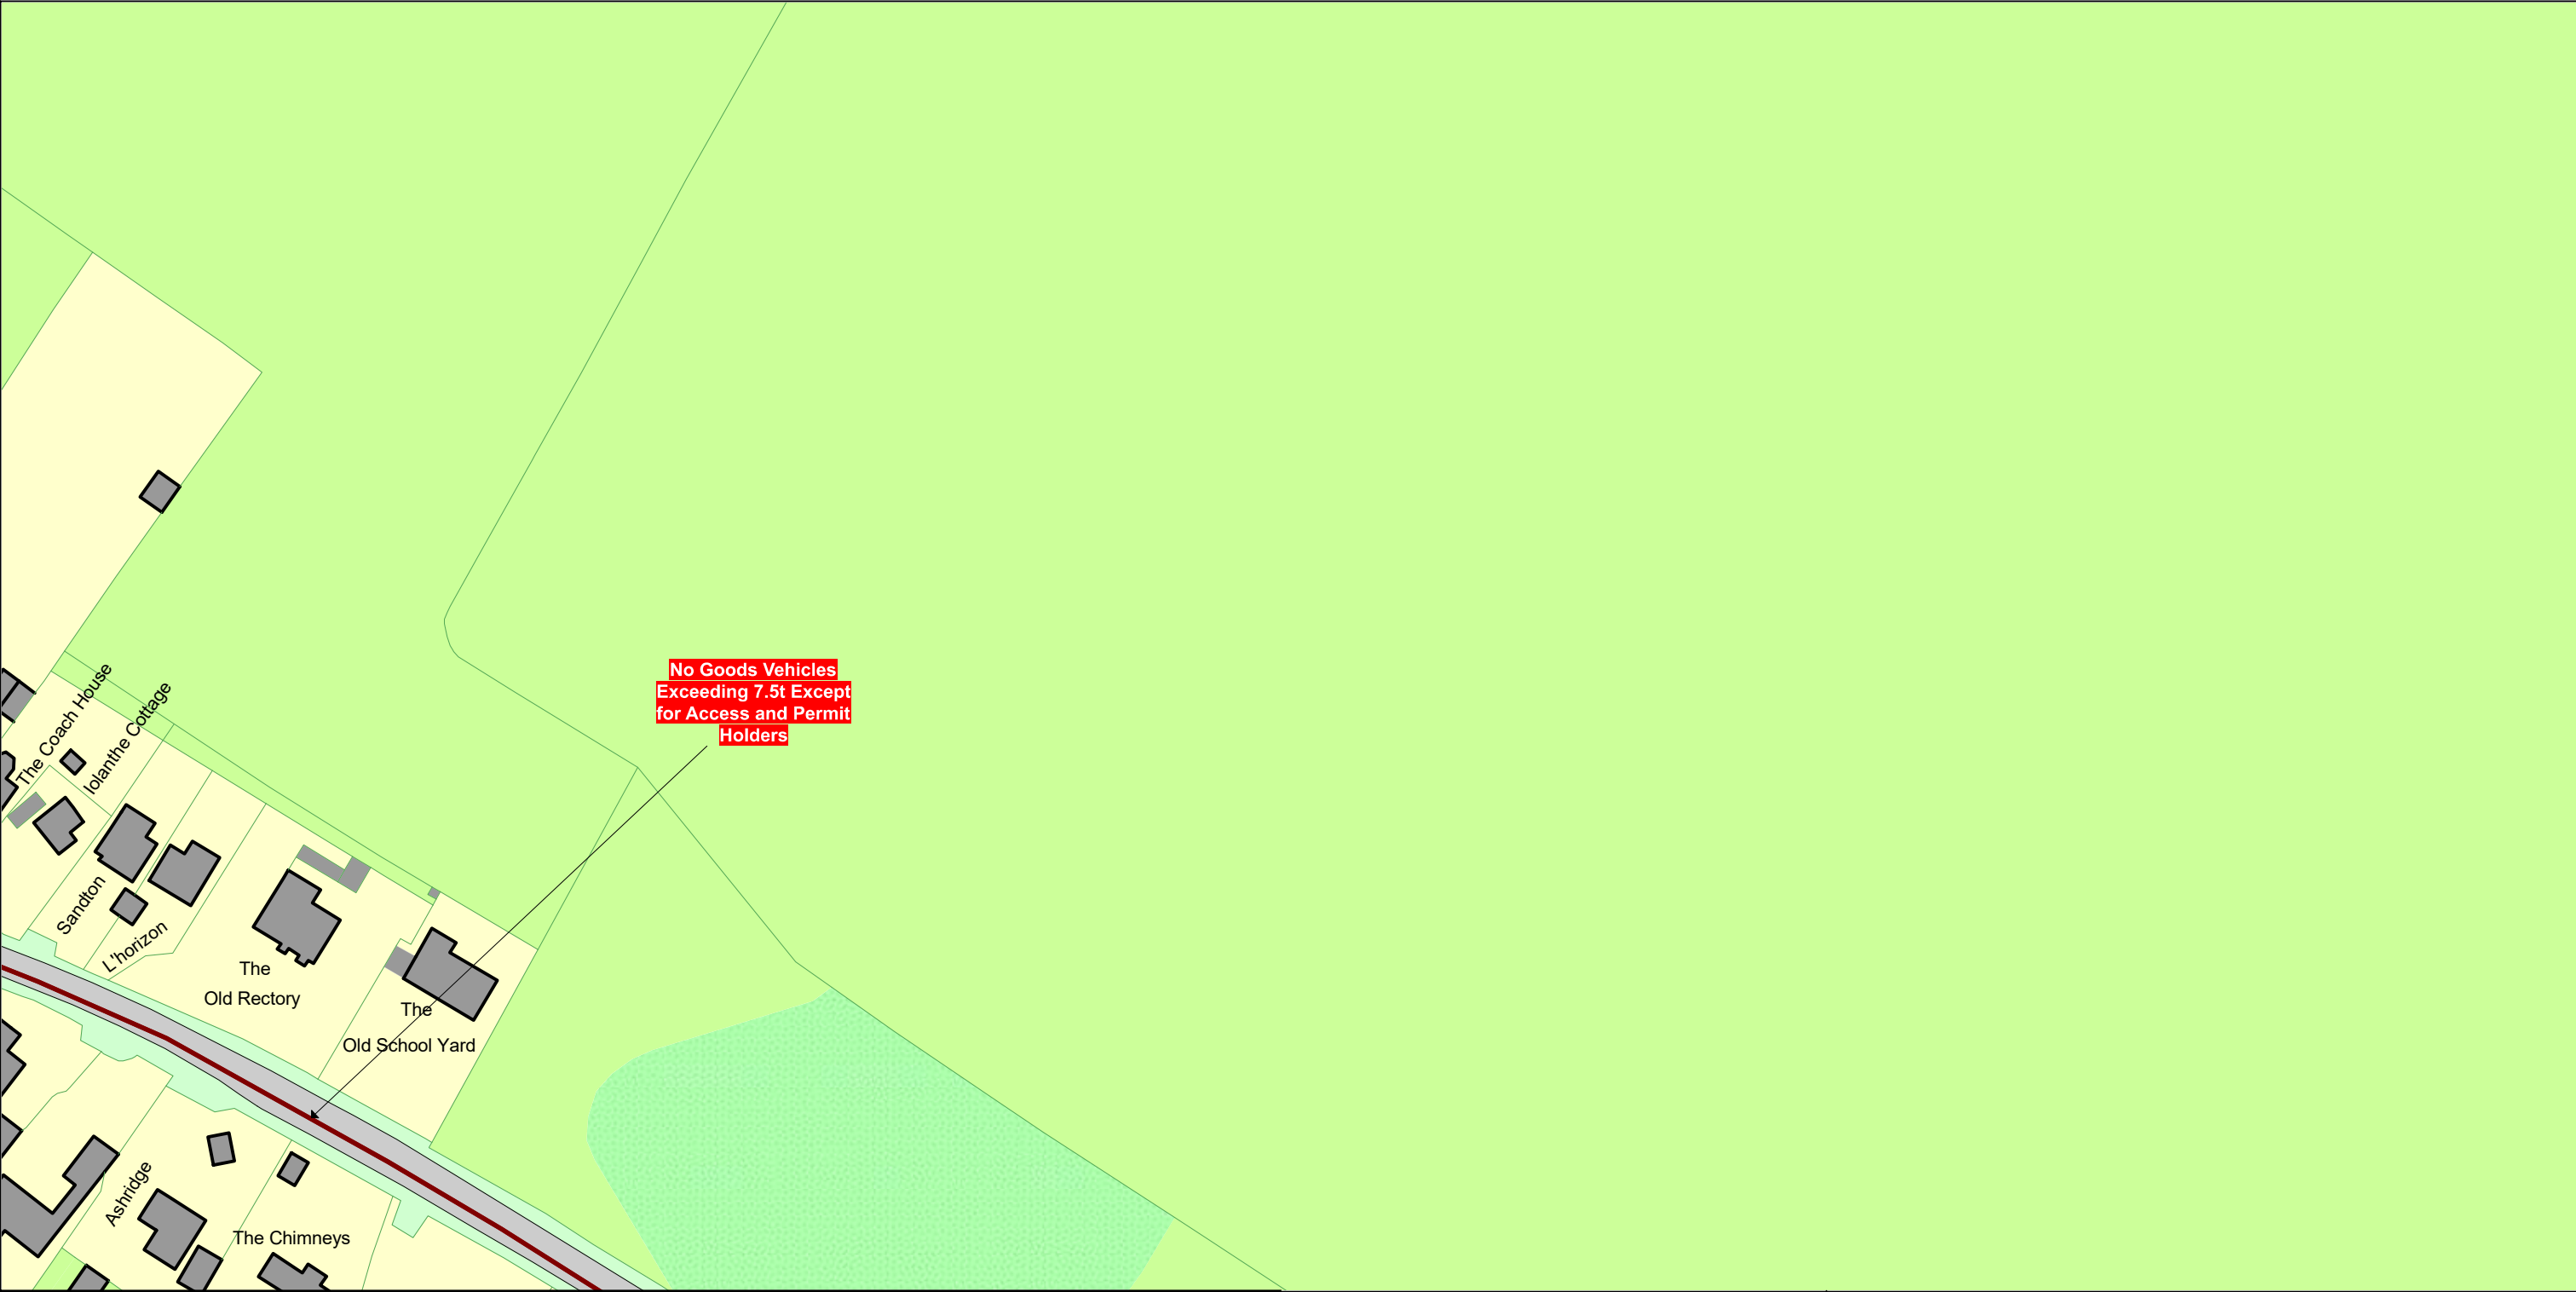 No Goods Vehicles
Exceeding 7.5t Except
for Access and Permit
Holders
The Coach House
Iolanthe Cottage
Sandton
L'horizon
The
Old Rectory
The
Old School Yard
Ashridge
The Chimneys